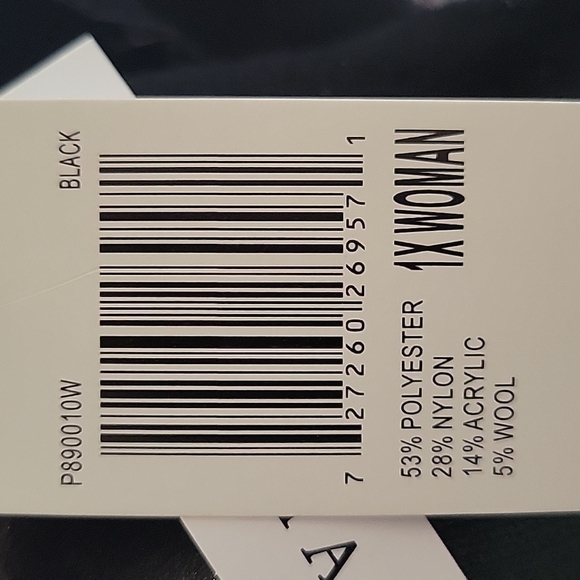 P890010W BLACK
7 27260 26957 1
53% POLYESTER 1X WOMAN
28% NYLON
14% ACRYLIC
5% WOOL
A